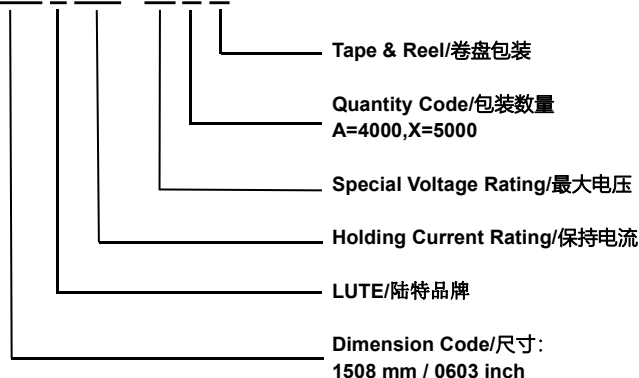 Tape & Reel/卷盘包装
Quantity Code/包装数量
A=4000,X=5000
Special Voltage Rating/最大电压
Holding Current Rating/保持电流
LUTE/陆特品牌
Dimension Code/尺寸：
1508 mm / 0603 inch